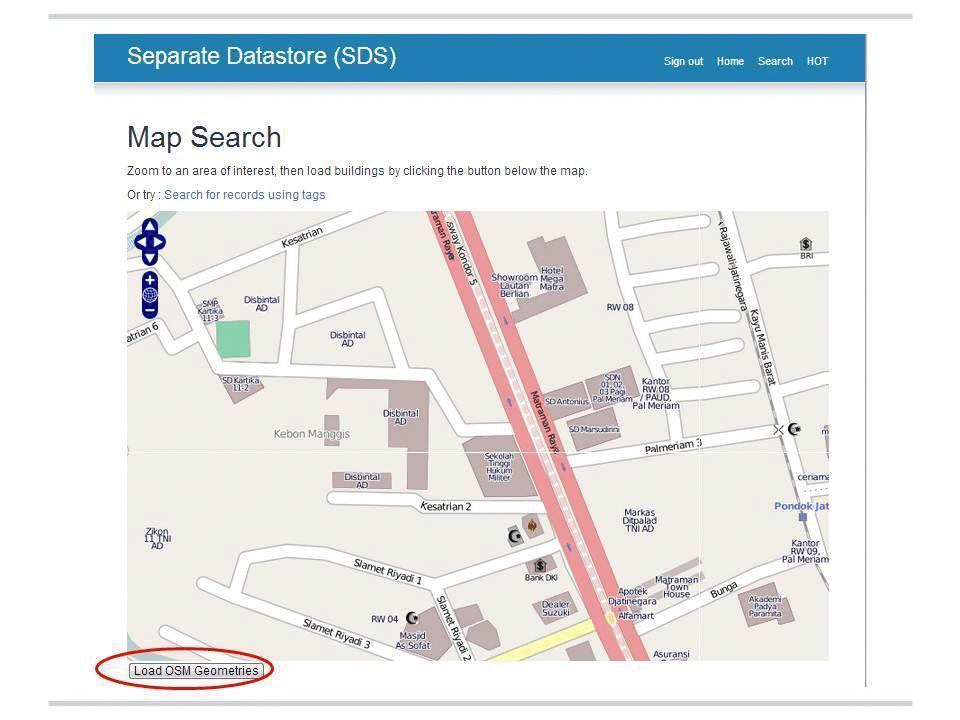 Separate Datastore (SDS)
Sign out Home Search HOT
Map Search
Zoom to an area of interest, then load buildings by clicking the button below the map.
Or try : Search for records using tags
Kesatrian
Matraman Raya
sway Koridor 5
Rajawali-Jatinegara
BRI
Showroom
Lautan
Berlian
Hotel
Mega
Matra
SMP
Kartika
11-3
Disbintal
AD
RW 08
atrian 6
Disbintal
AD
Kayu Manis Barat
SD Kartika
11-2
SDN
01, 02,
03 Pagi
Pal Meriam
Kantor
RW 08
/ PAUD,
Pal Meriam
SD Antonius
Matraman Raya
Disbintal
AD
SD Marsudirini
Kebon Manggis
Palmeriam 3
Sekolah
Tinggi
Hukum
Militer
Disbintal
AD
ceriama
Kesatrian 2
Pondok Jat
Markas
Ditpalad
TNI AD
Zikon
11 TNI
AD
Kantor
RW 09,
Pal Meriam
Slamet Riyadi 1
Bank DKI
Matraman
Town
House
Bunga
Apotek
Djatinegara
Alfamart
Akademi
Padya
Paramita
Dealer
Suzuki
RW 04
Slamet Riyadi 3
Slamet Riyadi 2
Masjid
As Sofat
Asuransi
Load OSM Geometries